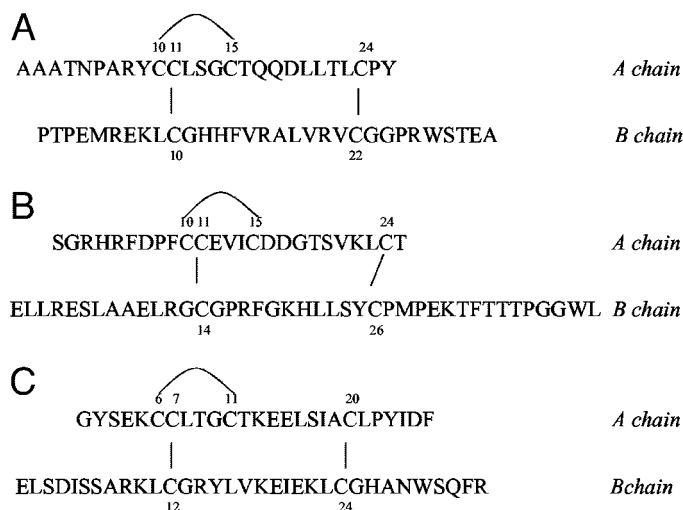 A
10 11 15 24
AAATNPARYCCLSGCTQQDLLTLCPY A chain
PTPEMREKLCGHHFVRALVRVCGGPRWSTEA B chain
10 22
B
10 11 15 24
SGRHRFDPFCCEVICDDGTSVKLCT A chain
ELLRESLAAELRGCGPRFGKHLLSYCPMPEKTFTTTPGGWL B chain
14 26
C
6 7 11 20
GYSEKCCLTGCTKEELSIACLPYIDF A chain
ELSDISSARKLCGRYLVKEIEKLCGHANWSQFR Bchain
12 24